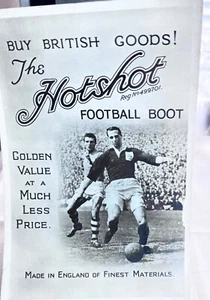 BUY BRITISH GOODS!
The
Hotshot
Reg No 499701.
FOOTBALL BOOT
GOLDEN
VALUE
AT A
MUCH
LESS
PRICE.
MADE IN ENGLAND OF FINEST MATERIALS.